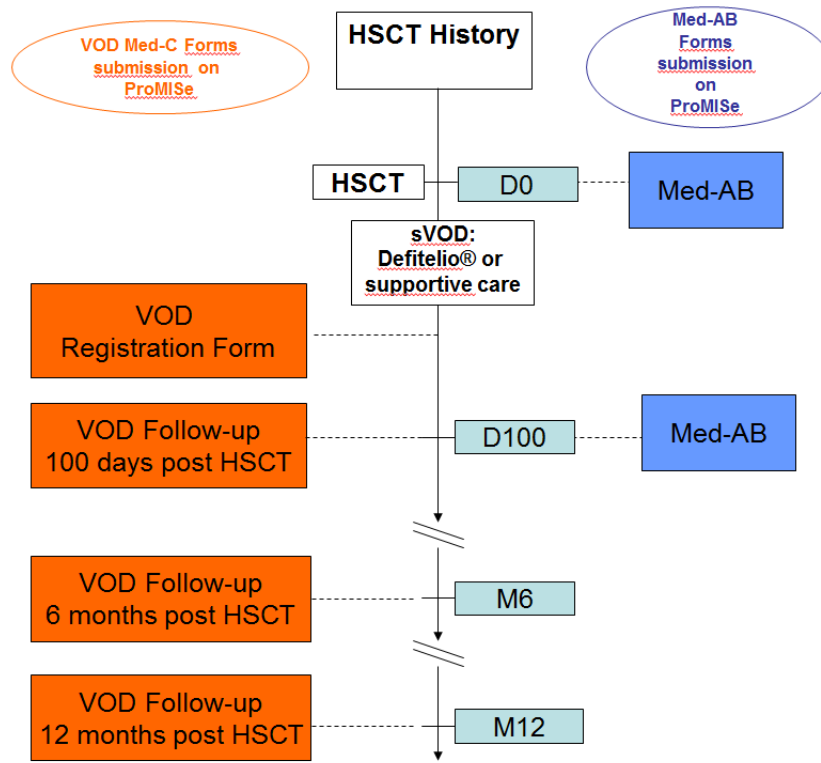 VOD Med-C Forms
submission on
ProMISe
HSCT History
Med-AB
Forms
submission
on
ProMISe
HSCT
D0
Med-AB
sVOD:
Defitelio® or
supportive care
VOD
Registration Form
VOD Follow-up
100 days post HSCT
D100
Med-AB
VOD Follow-up
6 months post HSCT
M6
VOD Follow-up
12 months post HSCT
M12